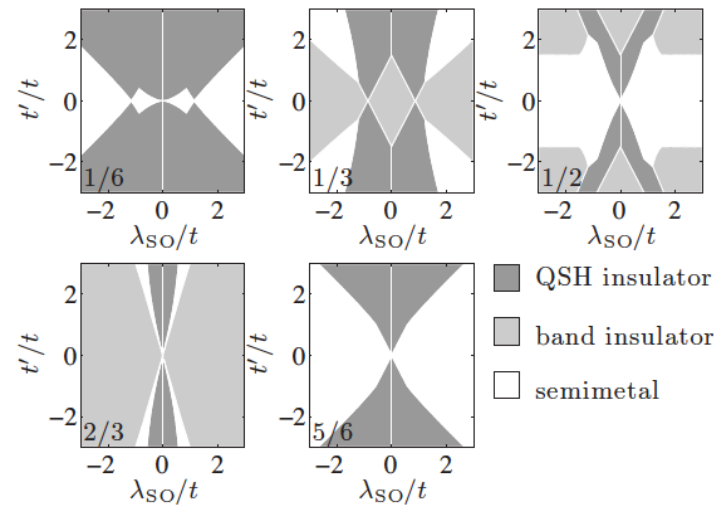 t′/t
2
0
−2
1/6
−2 0 2
λSO/t
t′/t
2
0
−2
1/3
−2 0 2
λSO/t
t′/t
2
0
−2
1/2
−2 0 2
λSO/t
t′/t
2
0
−2
2/3
−2 0 2
λSO/t
t′/t
2
0
−2
5/6
−2 0 2
λSO/t
QSH insulator
band insulator
semimetal